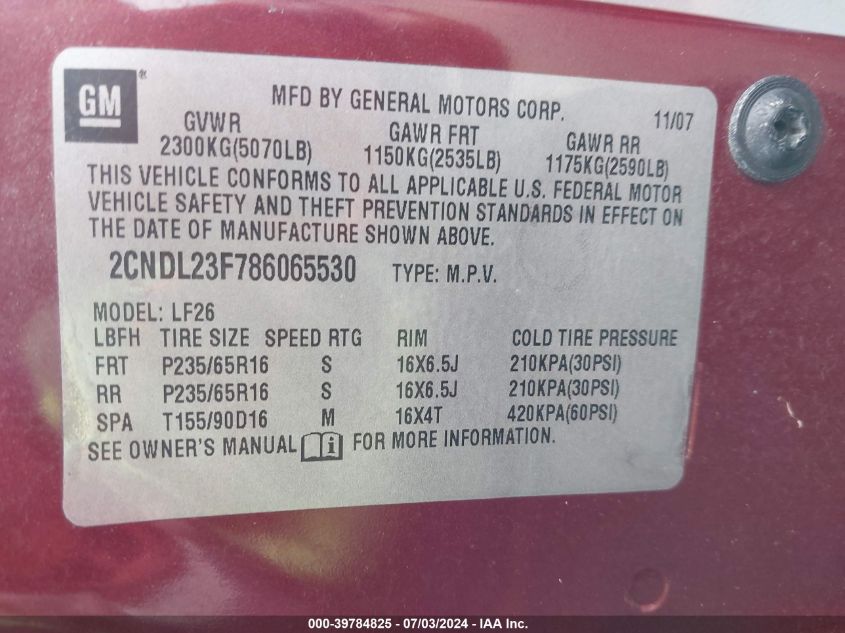 GM ®
MFD BY GENERAL MOTORS CORP. 11/07
GVWR GAWR FRT GAWR RR
2300KG(5070LB) 1150KG(2535LB) 1175KG(2590LB)
THIS VEHICLE CONFORMS TO ALL APPLICABLE U.S. FEDERAL MOTOR
VEHICLE SAFETY AND THEFT PREVENTION STANDARDS IN EFFECT ON
THE DATE OF MANUFACTURE SHOWN ABOVE.
2CNDL23F786065530 TYPE: M.P.V.
MODEL: LF26
LBFH TIRE SIZE SPEED RTG RIM COLD TIRE PRESSURE
FRT P235/65R16 S 16X6.5J 210KPA(30PSI)
RR P235/65R16 S 16X6.5J 210KPA(30PSI)
SPA T155/90D16 M 16X4T 420KPA(60PSI)
SEE OWNER'S MANUAL i FOR MORE INFORMATION.
000-39784825 - 07/03/2024 - IAA Inc.